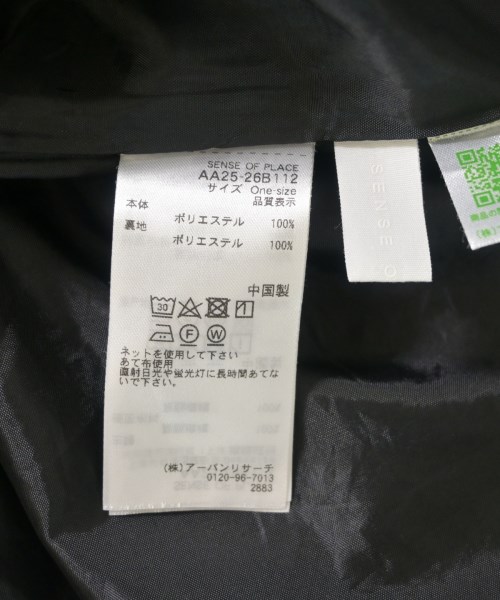 SENSE OF PLACE
AA25-26B112
サイズ One-size
品質表示
本体
ポリエステル 100%
裏地
ポリエステル 100%
中国製
30
F W
ネットを使用して下さい
あて布使用
直射日光や蛍光灯に長時間あてな
いで下さい。
(株)アーバンリサーチ
0120-96-7013
2883
SENSE O